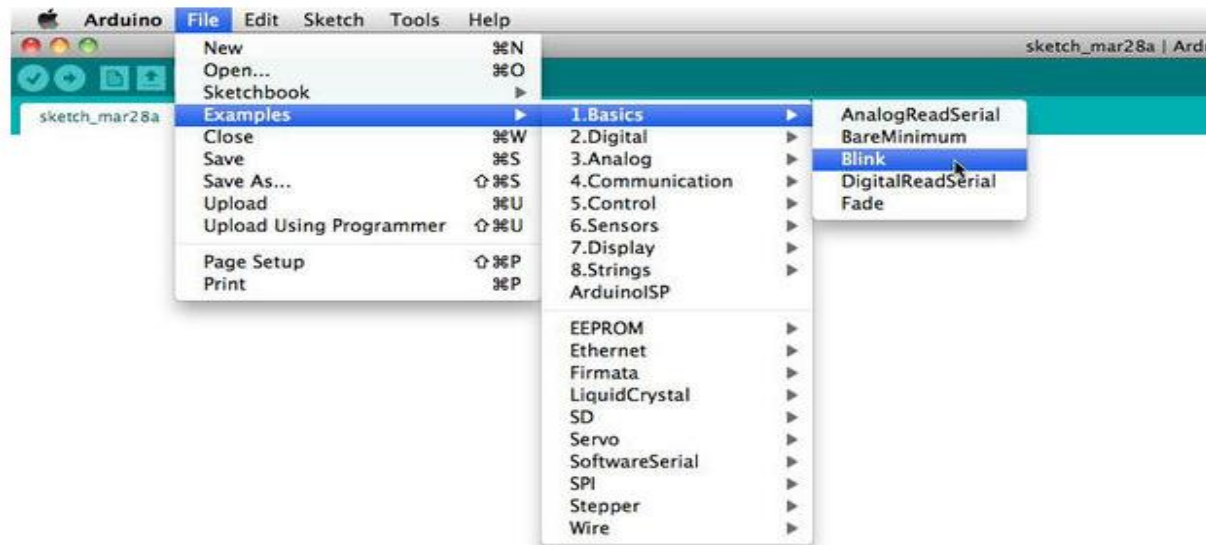 Arduino File Edit Sketch Tools Help
sketch_mar28a | Ard
New ⌘N
Open... ⌘O
Sketchbook
sketch_mar28a
Examples
Close ⌘W
Save ⌘S
Save As... ⇧⌘S
Upload ⌘U
Upload Using Programmer ⇧⌘U
Page Setup ⇧⌘P
Print ⌘P
1.Basics
2.Digital
3.Analog
4.Communication
5.Control
6.Sensors
7.Display
8.Strings
ArduinoISP
EEPROM
Ethernet
Firmata
LiquidCrystal
SD
Servo
SoftwareSerial
SPI
Stepper
Wire
AnalogReadSerial
BareMinimum
Blink
DigitalReadSerial
Fade